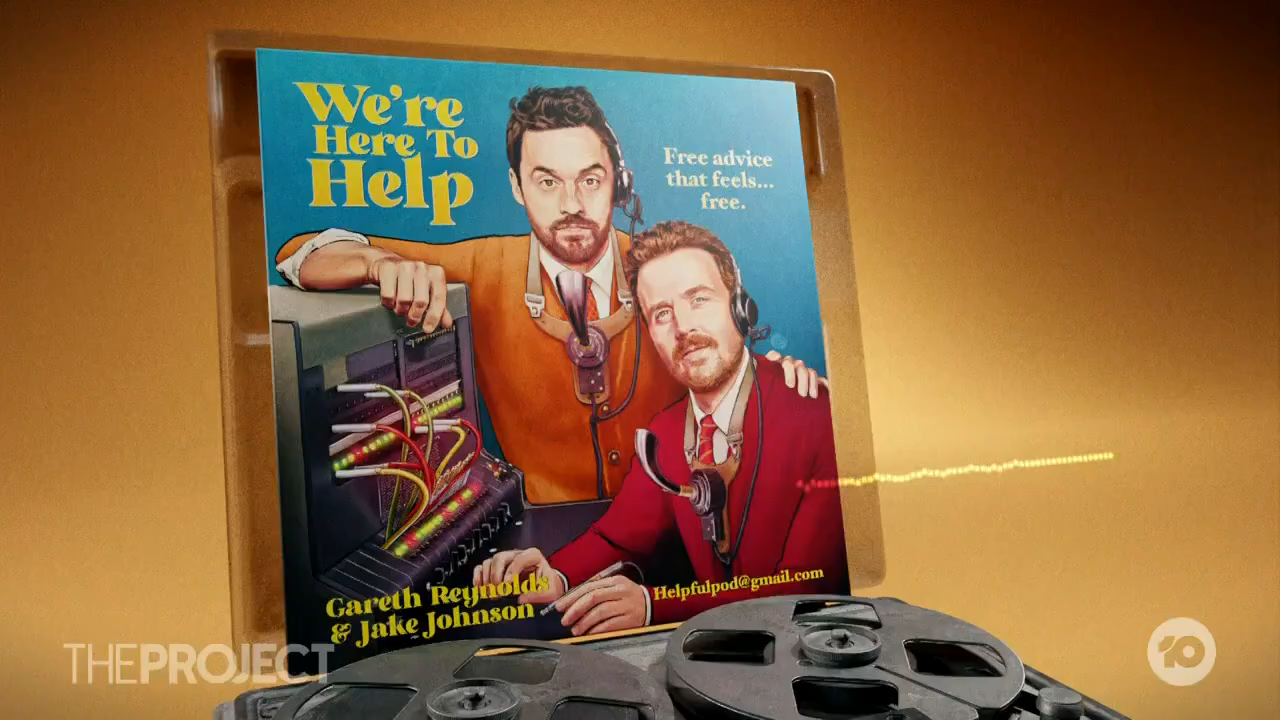 We're
Here To
Help
Free advice
that feels...
free.
Gareth Reynolds
& Jake Johnson
Helpfulpod@gmail.com
THEPROJECT
10